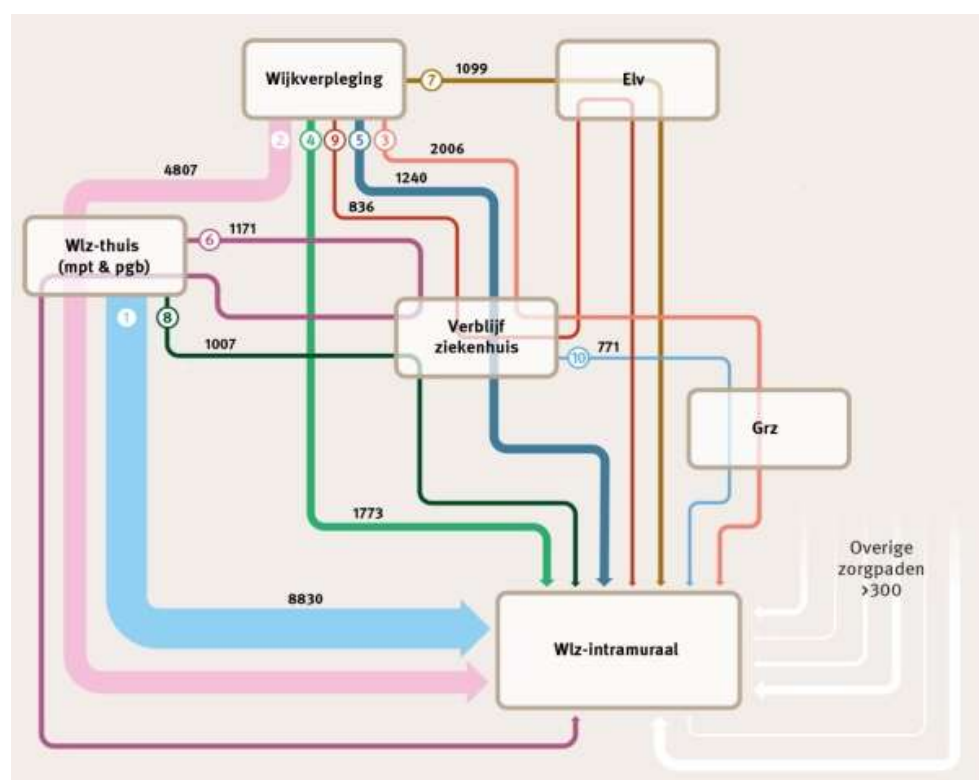 Wijkverpleging
7
1099
Elv
2
4
9
5
3
2006
4807
1240
836
Wlz-thuis
(mpt & pgb)
6
1171
1
8
1007
Verblijf
ziekenhuis
10
771
Grz
1773
Overige
zorgpaden
>300
8830
Wlz-intramuraal